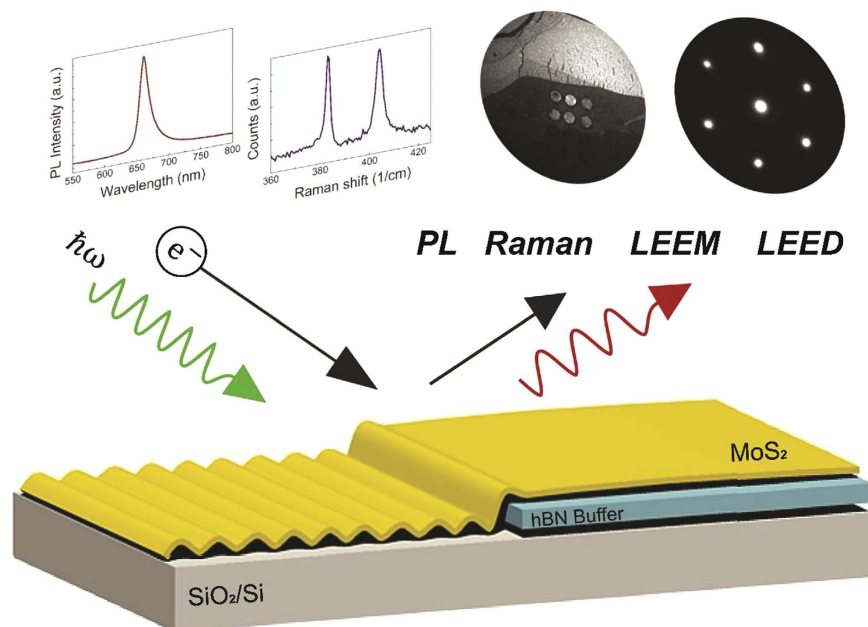 PL Intensity (a.u.)
550 600 650 700 750 800
Wavelength (nm)
Counts (a.u.)
360 380 400 420
Raman shift (1/cm)
ħω
e⁻
PL Raman LEEM LEED
MoS₂
hBN Buffer
SiO₂/Si